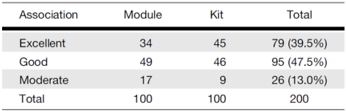 Association Module Kit Total
Excellent 34 45 79 (39.5%)
Good 49 46 95 (47.5%)
Moderate 17 9 26 (13.0%)
Total 100 100 200